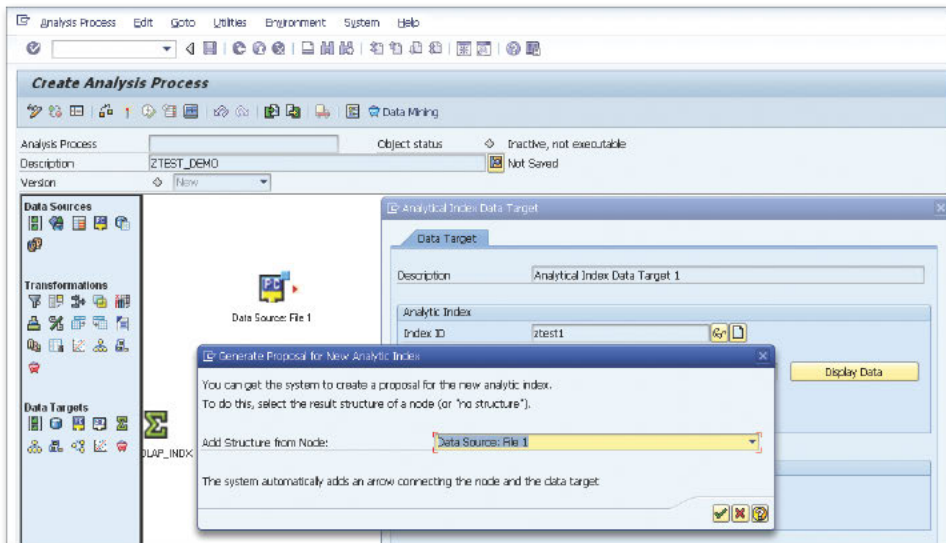 Analysis Process Edit Goto Utilities Environment System Help
Create Analysis Process
Data Mining
Analysis Process Object status Inactive, not executable
Description ZTEST_DEMO Not Saved
Version New
Data Sources
Analytical Index Data Target
Data Target
Description Analytical Index Data Target 1
Transformations
Data Source: File 1
Analytic Index
Index ID ztest1
Generate Proposal for New Analytic Index
Display Data
You can get the system to create a proposal for the new analytic index.
To do this, select the result structure of a node (or "no structure").
Data Targets
Add Structure from Node: Data Source: File 1
OLAP_INDX
The system automatically adds an arrow connecting the node and the data target